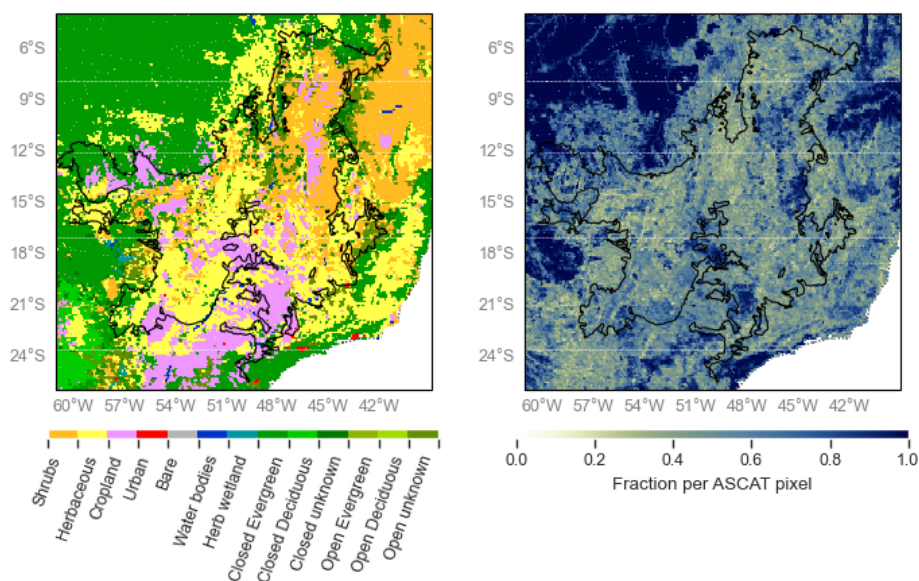 6°S
9°S
12°S
15°S
18°S
21°S
24°S
60°W 57°W 54°W 51°W 48°W 45°W 42°W
60°W 57°W 54°W 51°W 48°W 45°W 42°W
Shrubs
Herbaceous
Cropland
Urban
Bare
Water bodies
Herb wetland
Closed Evergreen
Closed Deciduous
Closed unknown
Open Evergreen
Open Deciduous
Open unknown
6°S
9°S
12°S
15°S
18°S
21°S
24°S
0.0 0.2 0.4 0.6 0.8 1.0
Fraction per ASCAT pixel